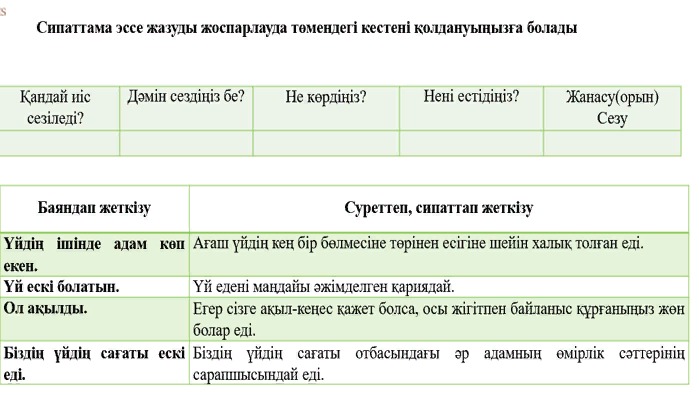 Сипаттама эссе жазуды жоспарлауда төмендегі кестені қолдануыңызға болады
Қандай иіс
сезіледі?
Дәмін сездіңіз бе?
Не көрдіңіз?
Нені естідіңіз?
Жанасу(орын)
Сезу
Баяндап жеткізу
Суреттеп, сипаттап жеткізу
Үйдің ішінде адам көп
екен.
Ағаш үйдің кең бір бөлмесіне төрінен есігіне шейін халық толған еді.
Үй ескі болатын.
Үй едені маңдайы әжімделген қариядай.
Ол ақылды.
Егер сізге ақыл-кеңес қажет болса, осы жігітпен байланыс құрғаныңыз жөн
болар еді.
Біздің үйдің сағаты ескі
еді.
Біздің үйдің сағаты отбасындағы әр адамның өмірлік сәттерінің
сарапшысындай еді.